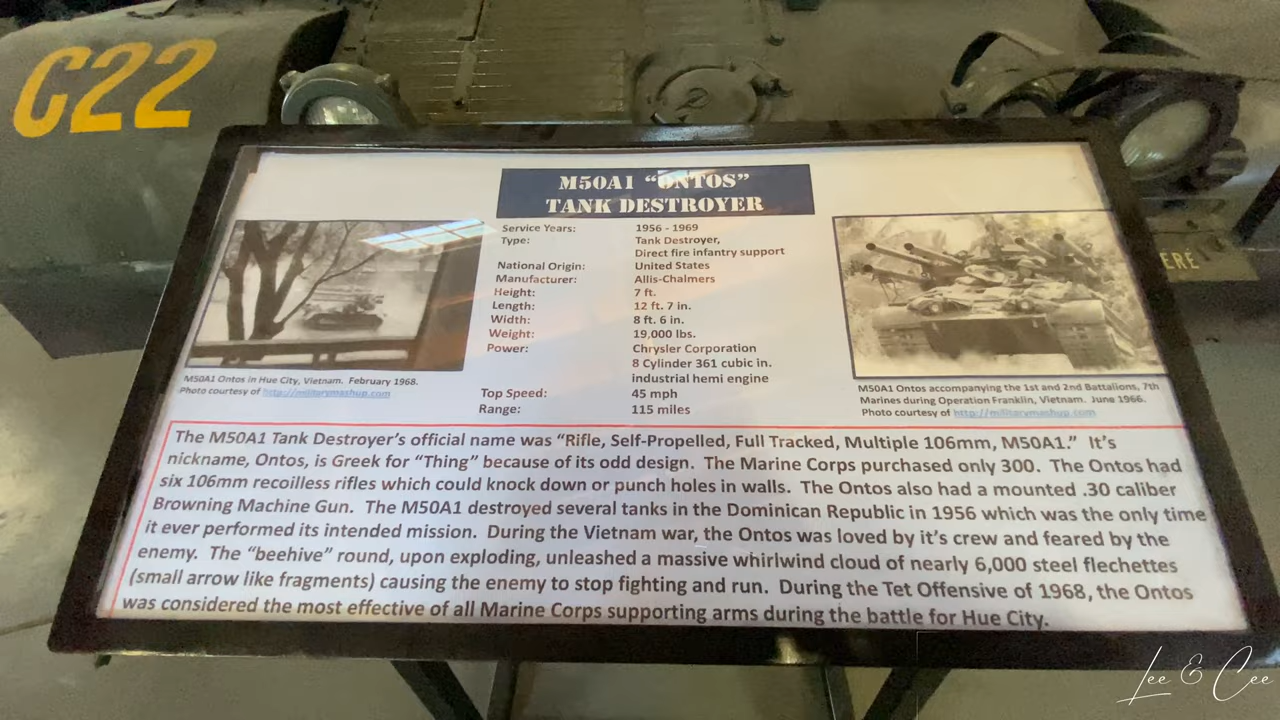 C22
M50A1 “ONTOS”
TANK DESTROYER
Service Years: 1956 - 1969
Type: Tank Destroyer,
Direct fire infantry support
National Origin: United States
Manufacturer: Allis-Chalmers
Height: 7 ft.
Length: 12 ft. 7 in.
Width: 8 ft. 6 in.
Weight: 19,000 lbs.
Power: Chrysler Corporation
8 Cylinder 361 cubic in.
industrial hemi engine
Top Speed: 45 mph
Range: 115 miles
M50A1 Ontos in Hue City, Vietnam. February 1968.
Photo courtesy of http://militarymashup.com
M50A1 Ontos accompanying the 1st and 2nd Battalions, 7th
Marines during Operation Franklin, Vietnam. June 1966.
Photo courtesy of http://militarymashup.com
The M50A1 Tank Destroyer’s official name was “Rifle, Self-Propelled, Full Tracked, Multiple 106mm, M50A1.” It’s
nickname, Ontos, is Greek for “Thing” because of its odd design. The Marine Corps purchased only 300. The Ontos had
six 106mm recoilless rifles which could knock down or punch holes in walls. The Ontos also had a mounted .30 caliber
Browning Machine Gun. The M50A1 destroyed several tanks in the Dominican Republic in 1956 which was the only time
it ever performed its intended mission. During the Vietnam war, the Ontos was loved by it’s crew and feared by the
enemy. The “beehive” round, upon exploding, unleashed a massive whirlwind cloud of nearly 6,000 steel flechettes
(small arrow like fragments) causing the enemy to stop fighting and run. During the Tet Offensive of 1968, the Ontos
was considered the most effective of all Marine Corps supporting arms during the battle for Hue City.
ERE
Lee & Cee